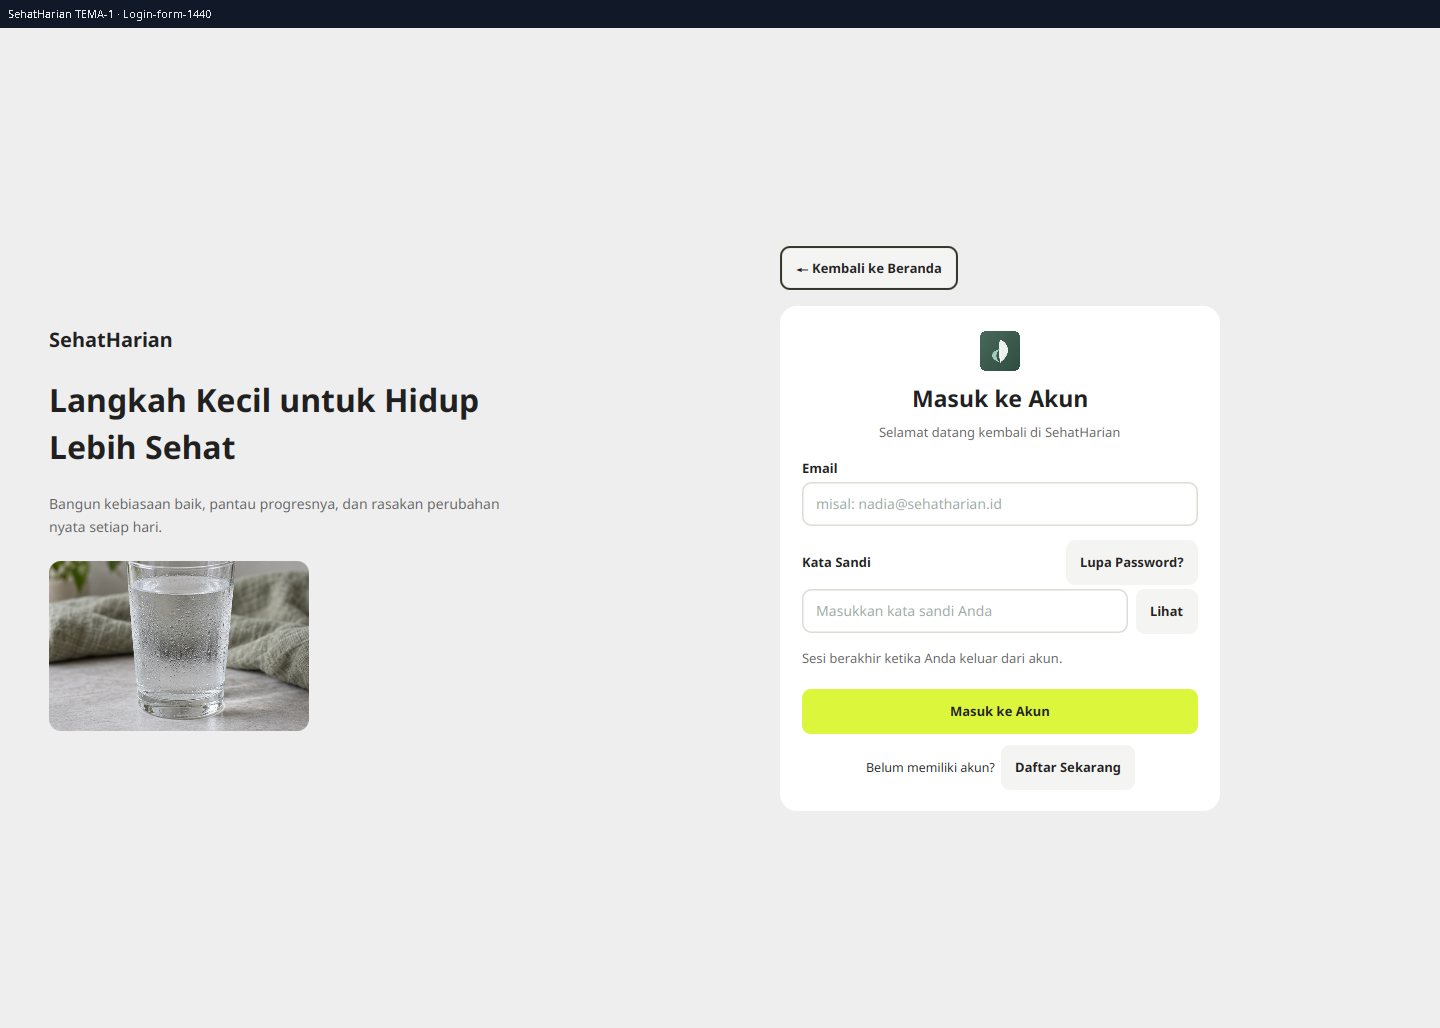 SehatHarian TEMA-1 · Login-form-1440
SehatHarian
Langkah Kecil untuk Hidup
Lebih Sehat
Bangun kebiasaan baik, pantau progresnya, dan rasakan perubahan
nyata setiap hari.
← Kembali ke Beranda
Masuk ke Akun
Selamat datang kembali di SehatHarian
Email
misal: nadia@sehatharian.id
Kata Sandi
Lupa Password?
Masukkan kata sandi Anda
Lihat
Sesi berakhir ketika Anda keluar dari akun.
Masuk ke Akun
Belum memiliki akun? Daftar Sekarang